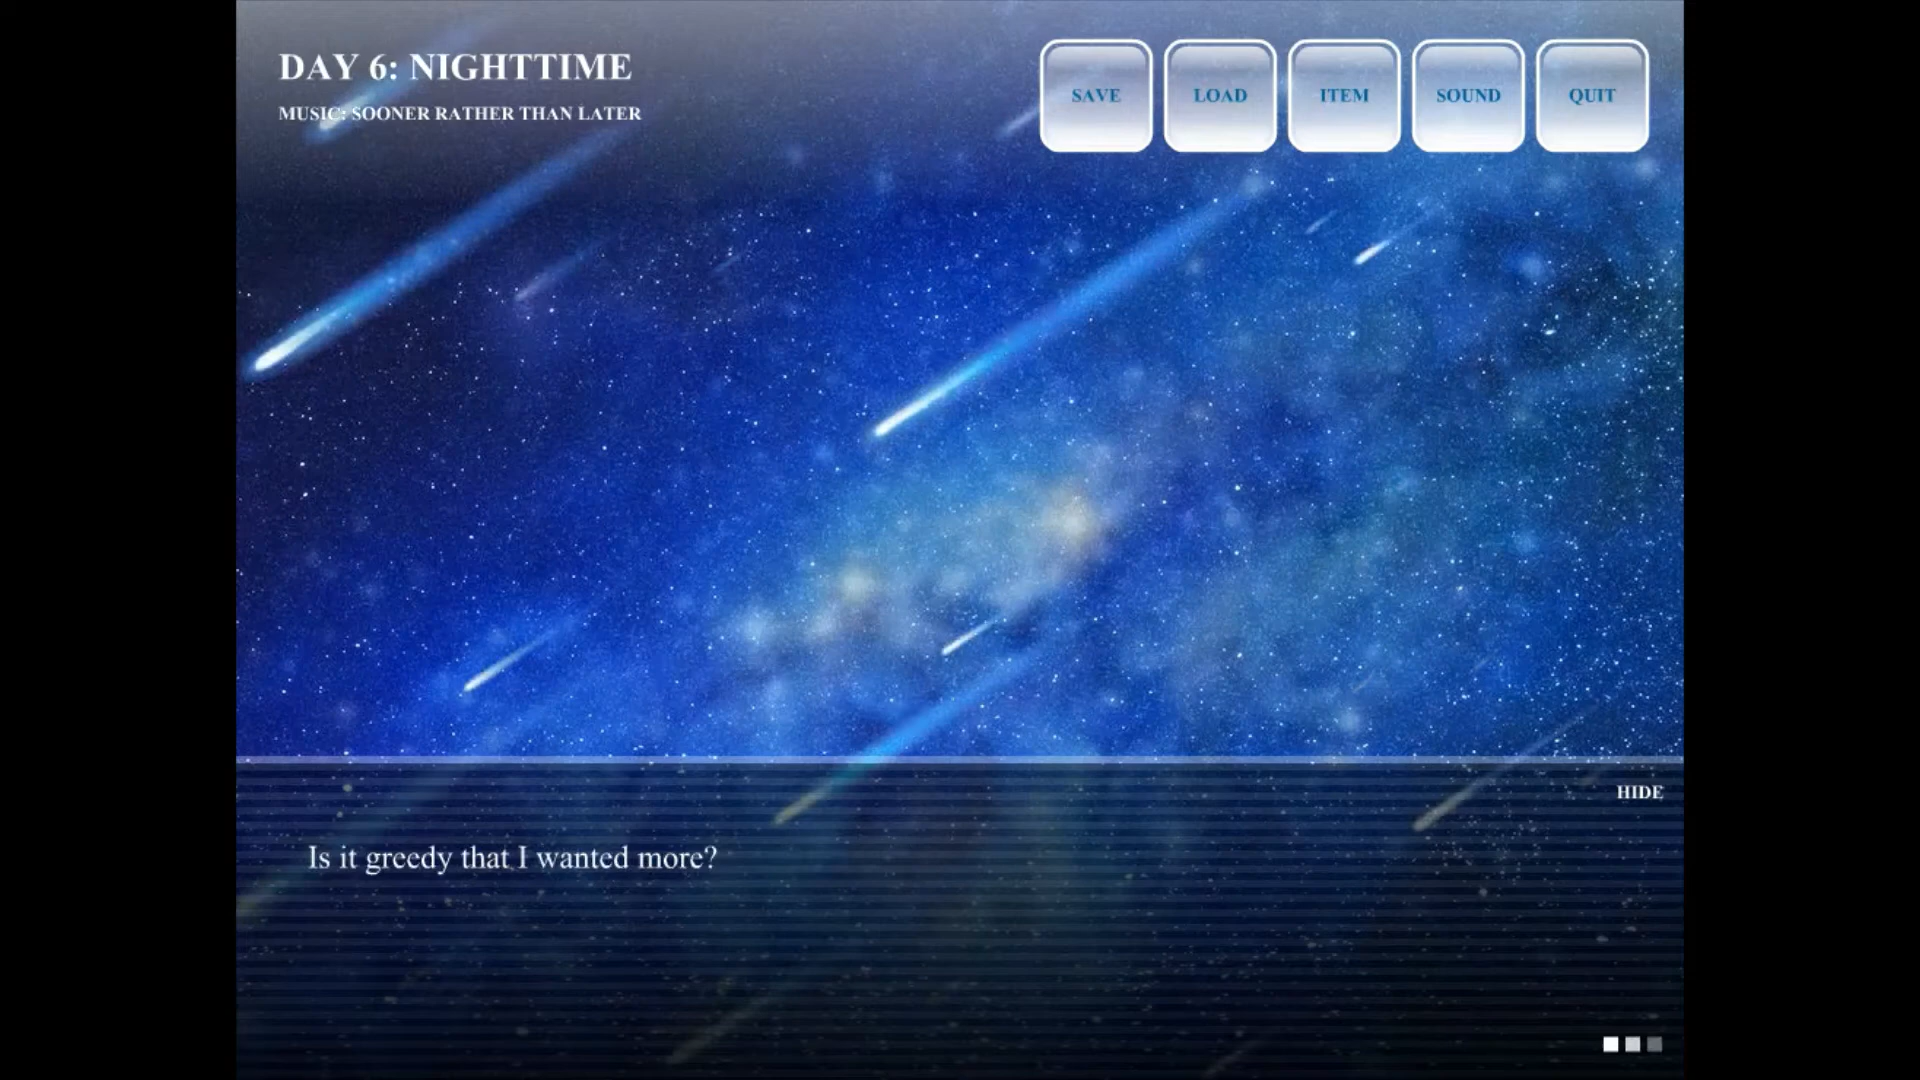 DAY 6: NIGHTTIME
MUSIC: SOONER RATHER THAN LATER
SAVE
LOAD
ITEM
SOUND
QUIT
HIDE
Is it greedy that I wanted more?